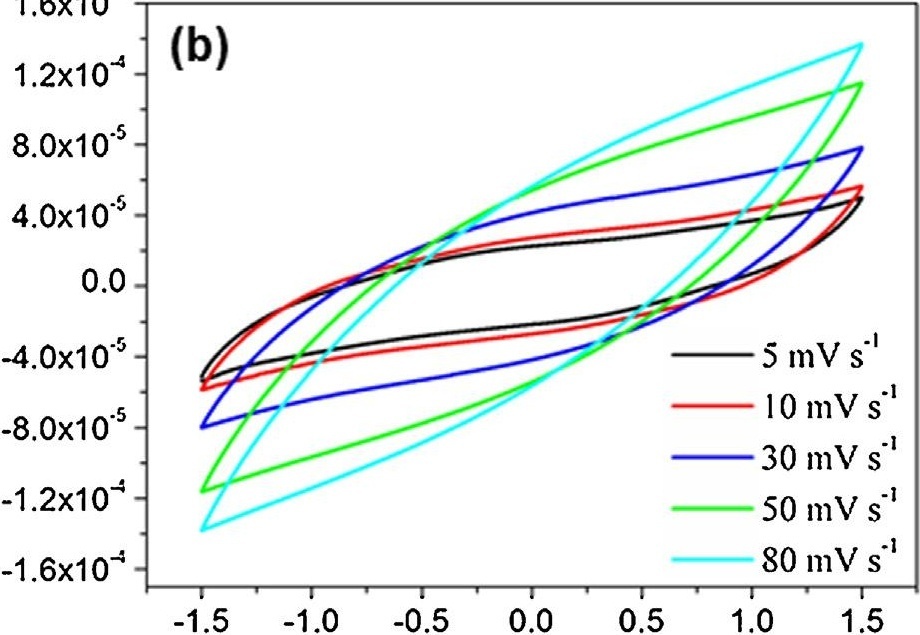 (b)
1.2x10⁻⁴
8.0x10⁻⁵
4.0x10⁻⁵
0.0
-4.0x10⁻⁵
-8.0x10⁻⁵
-1.2x10⁻⁴
-1.6x10⁻⁴
5 mV s⁻¹
10 mV s⁻¹
30 mV s⁻¹
50 mV s⁻¹
80 mV s⁻¹
-1.5 -1.0 -0.5 0.0 0.5 1.0 1.5